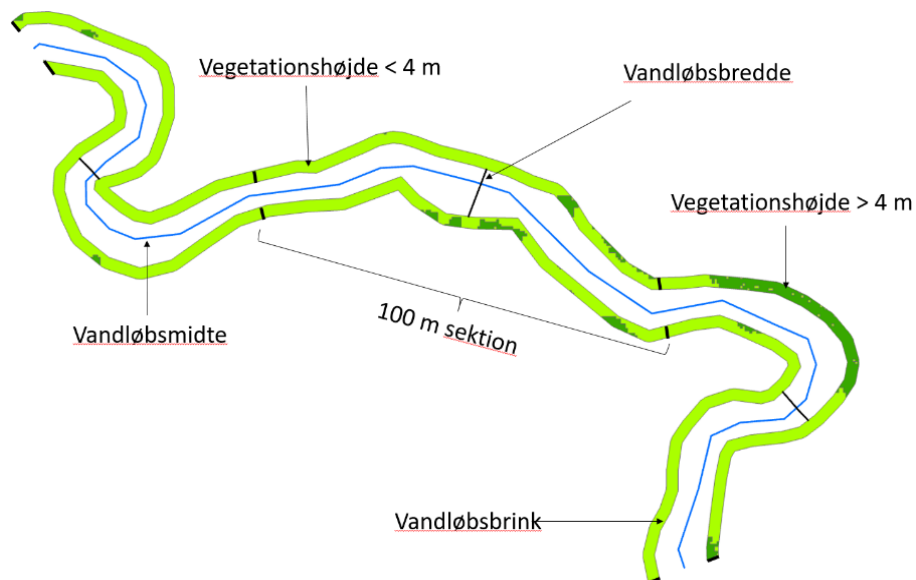 Vegetationshøjde < 4 m
Vandløbsbredde
Vegetationshøjde > 4 m
100 m sektion
Vandløbsmidte
Vandløbsbrink